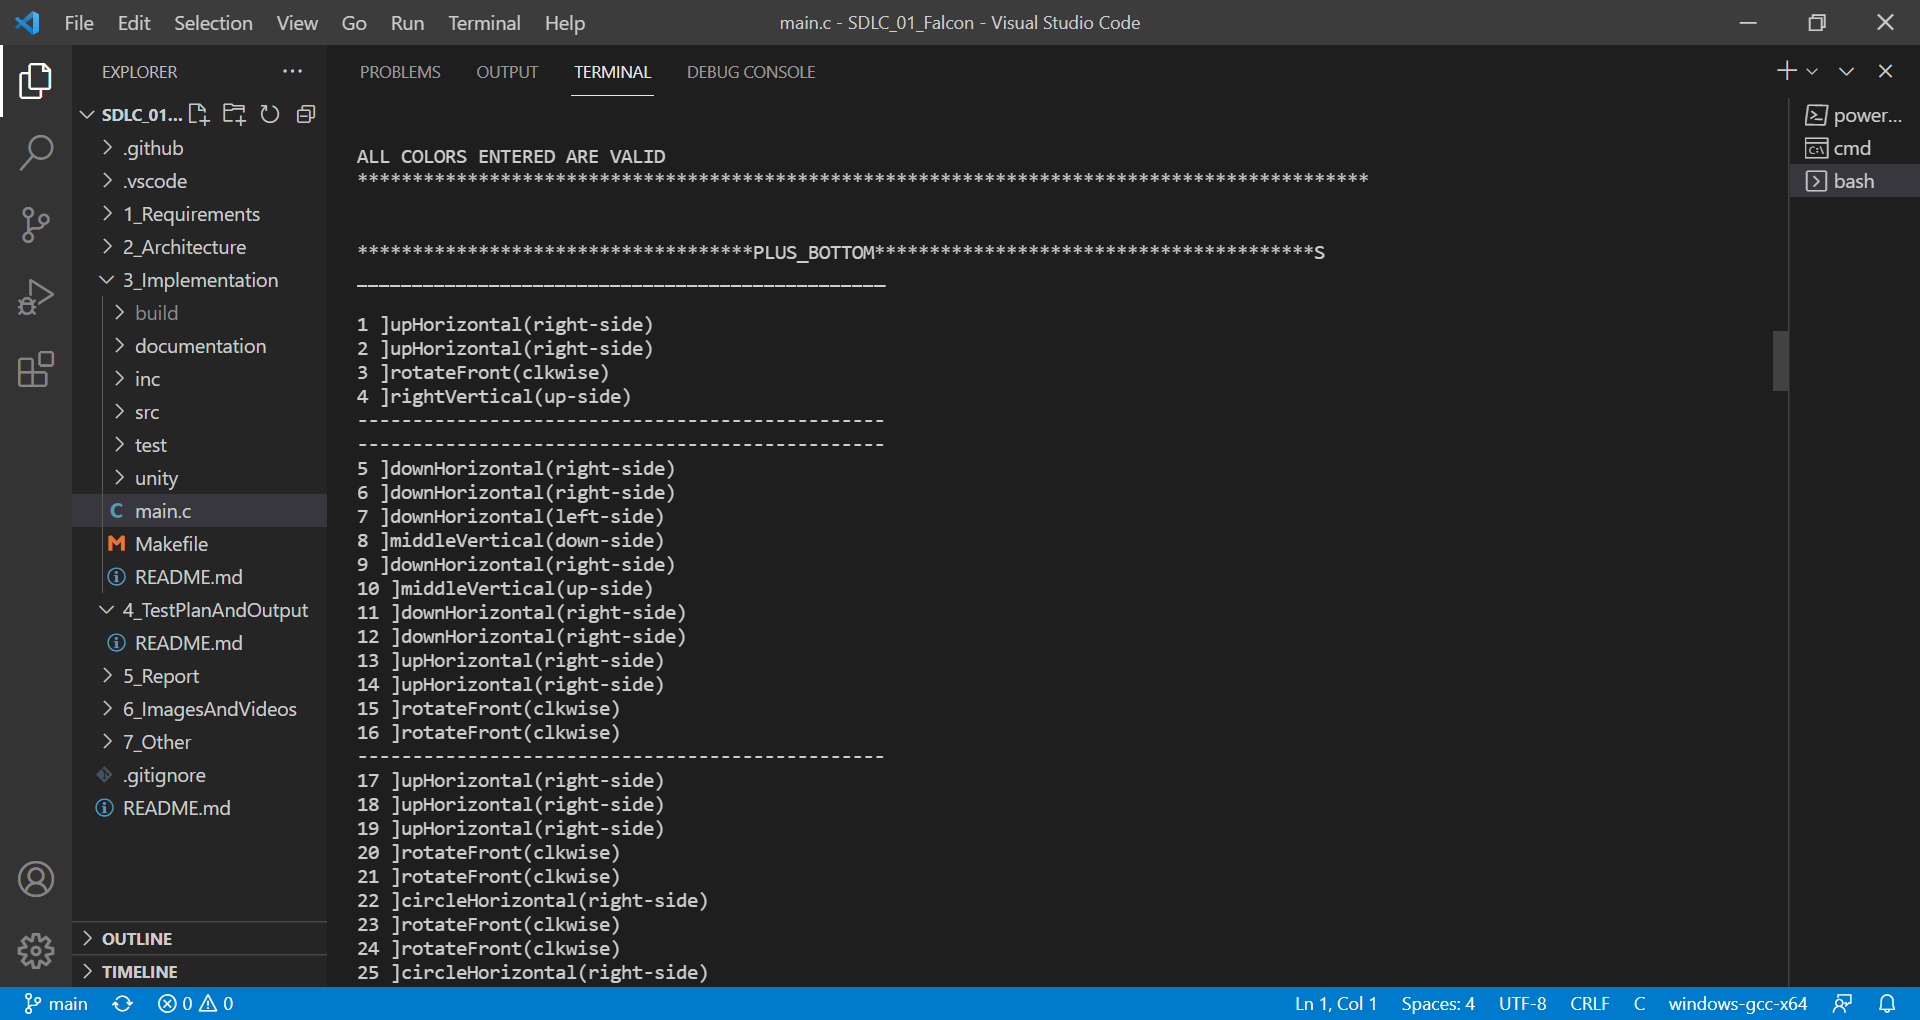 File Edit Selection View Go Run Terminal Help
main.c - SDLC_01_Falcon - Visual Studio Code
EXPLORER
SDLC_01...
.github
.vscode
1_Requirements
2_Architecture
3_Implementation
build
documentation
inc
src
test
unity
C main.c
M Makefile
README.md
4_TestPlanAndOutput
README.md
5_Report
6_ImagesAndVideos
7_Other
.gitignore
README.md
OUTLINE
TIMELINE
PROBLEMS OUTPUT TERMINAL DEBUG CONSOLE
ALL COLORS ENTERED ARE VALID
********************************************************************************************
************************************PLUS_BOTTOM****************************************S
________________________________________________
1 ]upHorizontal(right-side)
2 ]upHorizontal(right-side)
3 ]rotateFront(clkwise)
4 ]rightVertical(up-side)
------------------------------------------------
------------------------------------------------
5 ]downHorizontal(right-side)
6 ]downHorizontal(right-side)
7 ]downHorizontal(left-side)
8 ]middleVertical(down-side)
9 ]downHorizontal(right-side)
10 ]middleVertical(up-side)
11 ]downHorizontal(right-side)
12 ]downHorizontal(right-side)
13 ]upHorizontal(right-side)
14 ]upHorizontal(right-side)
15 ]rotateFront(clkwise)
16 ]rotateFront(clkwise)
------------------------------------------------
17 ]upHorizontal(right-side)
18 ]upHorizontal(right-side)
19 ]upHorizontal(right-side)
20 ]rotateFront(clkwise)
21 ]rotateFront(clkwise)
22 ]circleHorizontal(right-side)
23 ]rotateFront(clkwise)
24 ]rotateFront(clkwise)
25 ]circleHorizontal(right-side)
power...
cmd
bash
main 0 0 Ln 1, Col 1 Spaces: 4 UTF-8 CRLF C windows-gcc-x64